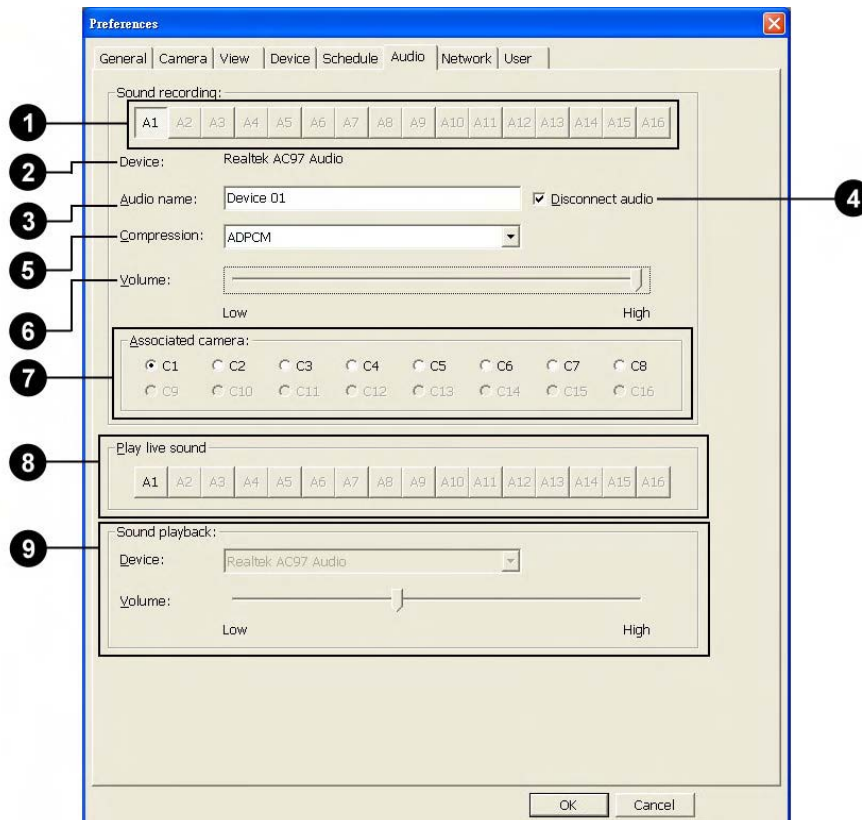 Preferences
General Camera View Device Schedule Audio Network User
Sound recording:
1 A1 A2 A3 A4 A5 A6 A7 A8 A9 A10 A11 A12 A13 A14 A15 A16
2 Device: Realtek AC97 Audio
3 Audio name: Device 01 Disconnect audio 4
5 Compression: ADPCM
6 Volume:
Low High
7 Associated camera:
C1 C2 C3 C4 C5 C6 C7 C8
C9 C10 C11 C12 C13 C14 C15 C16
8 Play live sound
A1 A2 A3 A4 A5 A6 A7 A8 A9 A10 A11 A12 A13 A14 A15 A16
9 Sound playback:
Device: Realtek AC97 Audio
Volume:
Low High
OK Cancel